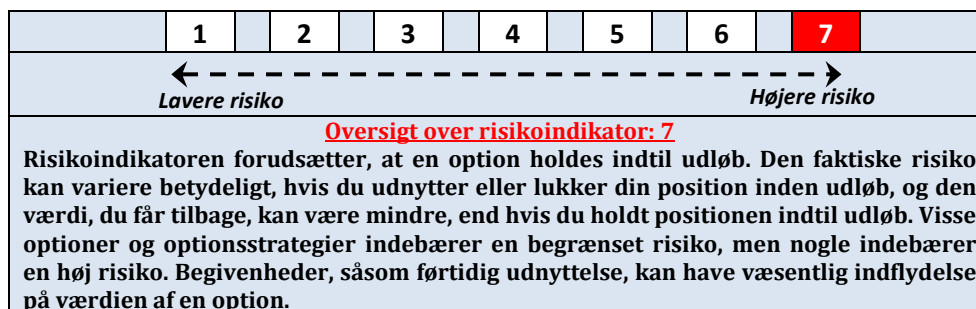 1 2 3 4 5 6 7
Lavere risiko Højere risiko
Oversigt over risikoindikator: 7
Risikoindikatoren forudsætter, at en option holdes indtil udløb. Den faktiske risiko
kan variere betydeligt, hvis du udnytter eller lukker din position inden udløb, og den
værdi, du får tilbage, kan være mindre, end hvis du holdt positionen indtil udløb. Visse
optioner og optionsstrategier indebærer en begrænset risiko, men nogle indebærer
en høj risiko. Begivenheder, såsom førtidig udnyttelse, kan have væsentlig indflydelse
på værdien af en option.